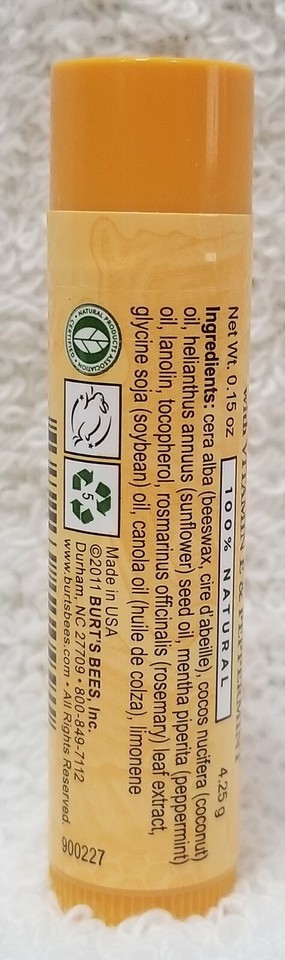 with VITAMIN E & PEPPERMINT
Net Wt. 0.15 oz 100% NATURAL 4.25 g
Ingredients: cera alba (beeswax, cire d'abeille), cocos nucifera (coconut)
oil, helianthus annuus (sunflower) seed oil, mentha piperita (peppermint)
oil, lanolin, tocopherol, rosmarinus officinalis (rosemary) leaf extract,
glycine soja (soybean) oil, canola oil (huile de colza), limonene
NATURAL PRODUCTS ASSOCIATION • CERTIFIED •
5
Made in USA
©2011 BURT'S BEES, Inc.
Durham, NC 27709 • 800-849-7112
www.burtsbees.com • All Rights Reserved.
900227